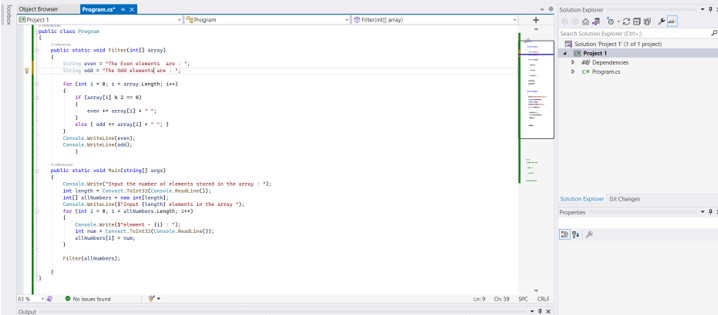 Toolbox
Object Browser
Program.cs*
Project 1
Program
Filter(int[] array)
public class Program
{
public static void Filter(int[] array)
{
String even = "The Even elements  are : ";
String odd = "The Odd elements are : ";
for (int i = 0; i < array.Length; i++)
{
if (array[i] % 2 == 0)
{
even += array[i] + " ";
}
else { odd += array[i] + " "; }
}
Console.WriteLine(even);
Console.WriteLine(odd);
}
public static void Main(string[] args)
{
Console.Write("Input the number of elements stored in the array : ");
int length = Convert.ToInt32(Console.ReadLine());
int[] allNumbers = new int[length];
Console.WriteLine($"Input {length} elements in the array ");
for (int i = 0; i < allNumbers.Length; i++)
{
Console.Write($"element - {i} : ");
int num = Convert.ToInt32(Console.ReadLine());
allNumbers[i] = num;
}
Filter(allNumbers);
}
}
83 %
No issues found
Ln: 9
Ch: 39
SPC
CRLF
Output
Solution Explorer
Search Solution Explorer (Ctrl+;)
Solution 'Project 1' (1 of 1 project)
Project 1
Dependencies
C# Program.cs
Solution Explorer
Git Changes
Properties